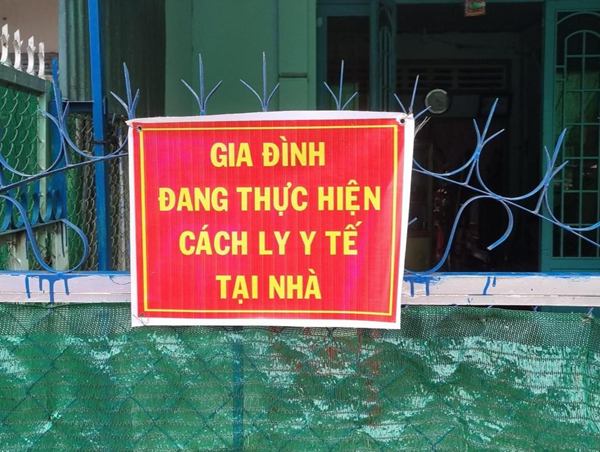 GIA ĐÌNH
ĐANG THỰC HIỆN
CÁCH LY Y TẾ
TẠI NHÀ